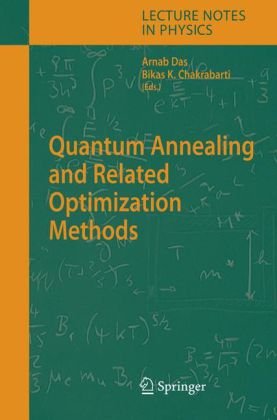 LECTURE NOTES
IN PHYSICS
Arnab Das
Bikas K. Chakrabarti
(Eds.)
Quantum Annealing
and Related
Optimization
Methods
Springer